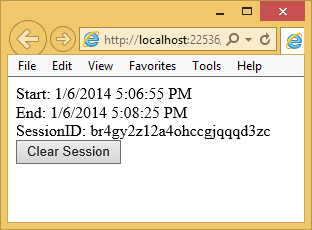 http://localhost:22536/
File Edit View Favorites Tools Help
Start: 1/6/2014 5:06:55 PM
End: 1/6/2014 5:08:25 PM
SessionID: br4gy2z12a4ohccgjqqqd3zc
Clear Session